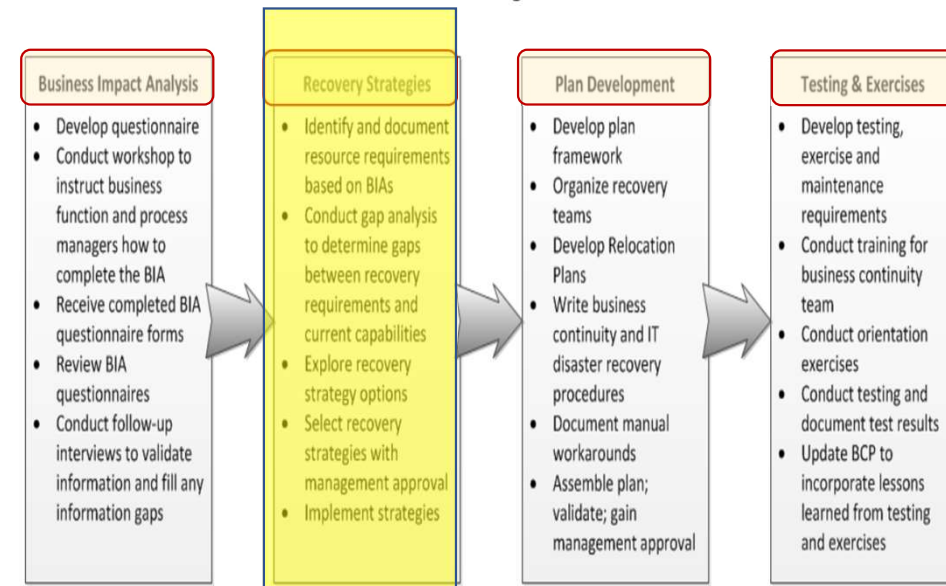 Business Impact Analysis
• Develop questionnaire
• Conduct workshop to
instruct business
function and process
managers how to
complete the BIA
• Receive completed BIA
questionnaire forms
• Review BIA
questionnaires
• Conduct follow-up
interviews to validate
information and fill any
information gaps
Recovery Strategies
• Identify and document
resource requirements
based on BIAs
• Conduct gap analysis
to determine gaps
between recovery
requirements and
current capabilities
• Explore recovery
strategy options
• Select recovery
strategies with
management approval
• Implement strategies
Plan Development
• Develop plan
framework
• Organize recovery
teams
• Develop Relocation
Plans
• Write business
continuity and IT
disaster recovery
procedures
• Document manual
workarounds
• Assemble plan;
validate; gain
management approval
Testing & Exercises
• Develop testing,
exercise and
maintenance
requirements
• Conduct training for
business continuity
team
• Conduct orientation
exercises
• Conduct testing and
document test results
• Update BCP to
incorporate lessons
learned from testing
and exercises